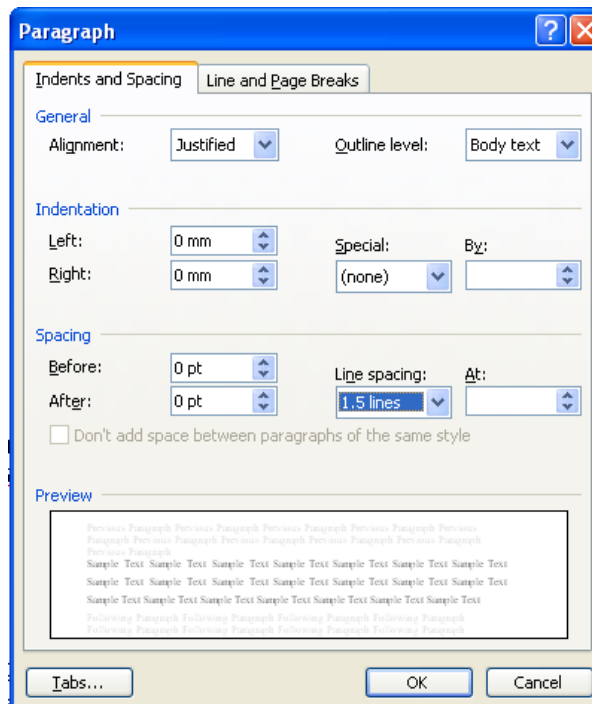 Paragraph
Indents and Spacing Line and Page Breaks
General
Alignment: Justified Outline level: Body text
Indentation
Left: 0 mm Special: By:
Right: 0 mm (none)
Spacing
Before: 0 pt Line spacing: At:
After: 0 pt 1.5 lines
Don't add space between paragraphs of the same style
Preview
Previous Paragraph Previous Paragraph Previous Paragraph Previous Paragraph Previous
Paragraph Previous Paragraph Previous Paragraph Previous Paragraph Previous Paragraph
Previous Paragraph
Sample Text Sample Text Sample Text Sample Text Sample Text Sample Text Sample Text
Sample Text Sample Text Sample Text Sample Text Sample Text Sample Text Sample Text
Sample Text Sample Text Sample Text Sample Text Sample Text Sample Text Sample Text
Following Paragraph Following Paragraph Following Paragraph Following Paragraph
Following Paragraph Following Paragraph Following Paragraph Following Paragraph
Tabs... OK Cancel